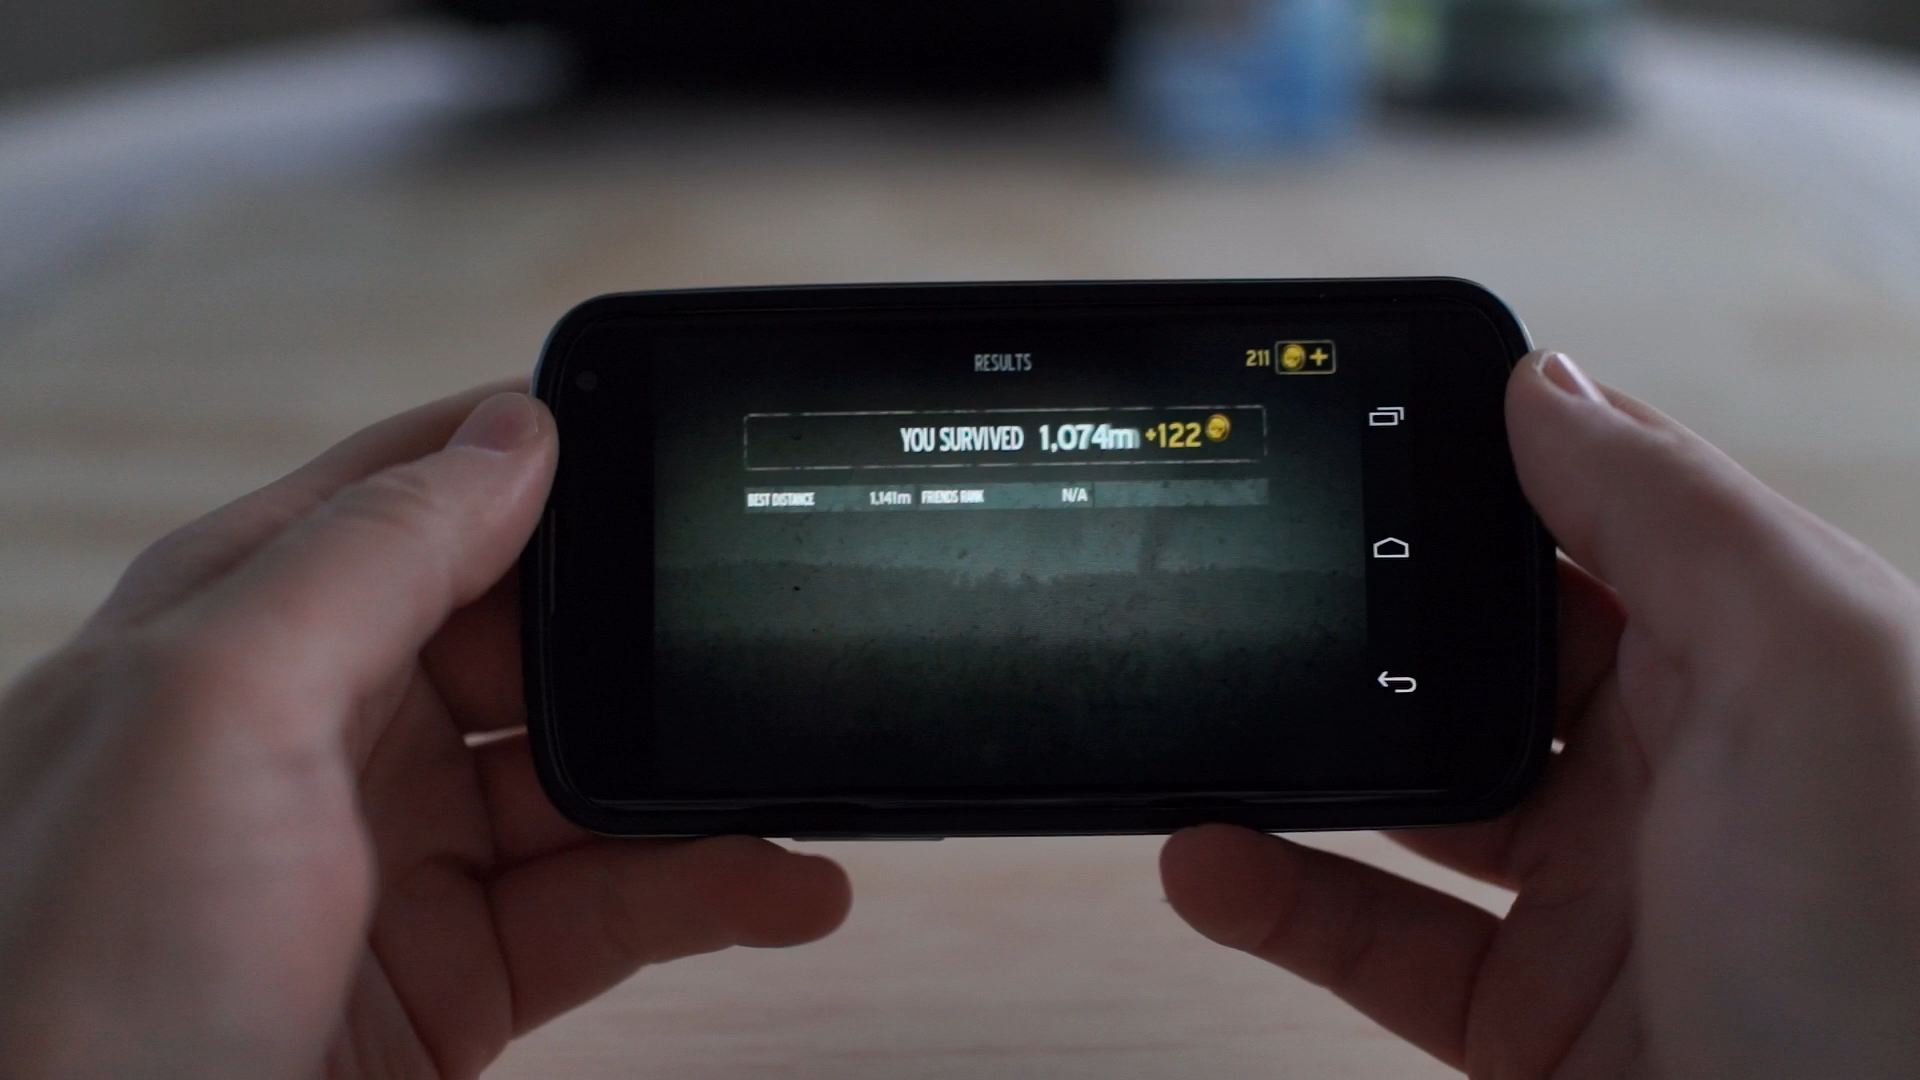 RESULTS
211
YOU SURVIVED 1,074m +122
BEST DISTANCE 1,141m FRIENDS RANK N/A